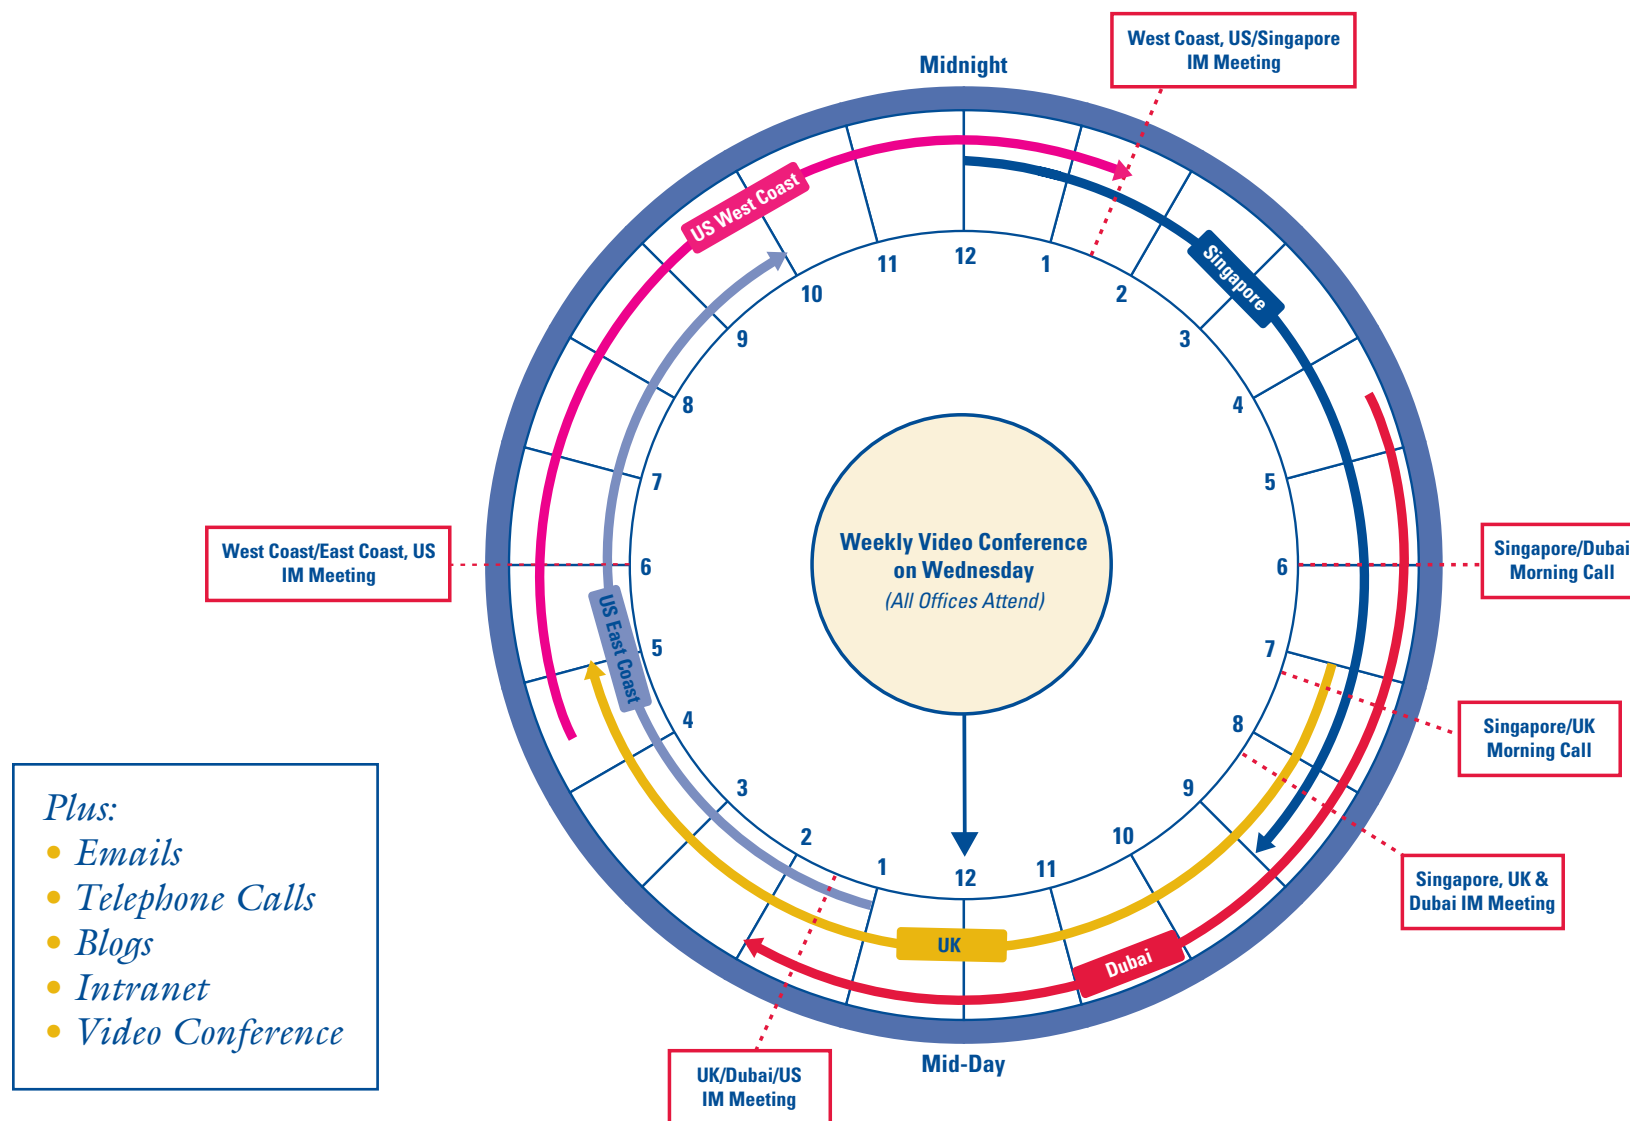 West Coast, US/Singapore
IM Meeting
Midnight
US West Coast
Singapore
12
1
2
3
4
5
6
7
8
9
10
11
12
1
2
3
4
5
6
7
8
9
10
11
Weekly Video Conference
on Wednesday
(All Offices Attend)
West Coast/East Coast, US
IM Meeting
Singapore/Dubai
Morning Call
US East Coast
Singapore/UK
Morning Call
Singapore, UK &
Dubai IM Meeting
UK
Dubai
Mid-Day
UK/Dubai/US
IM Meeting
Plus:
• Emails
• Telephone Calls
• Blogs
• Intranet
• Video Conference